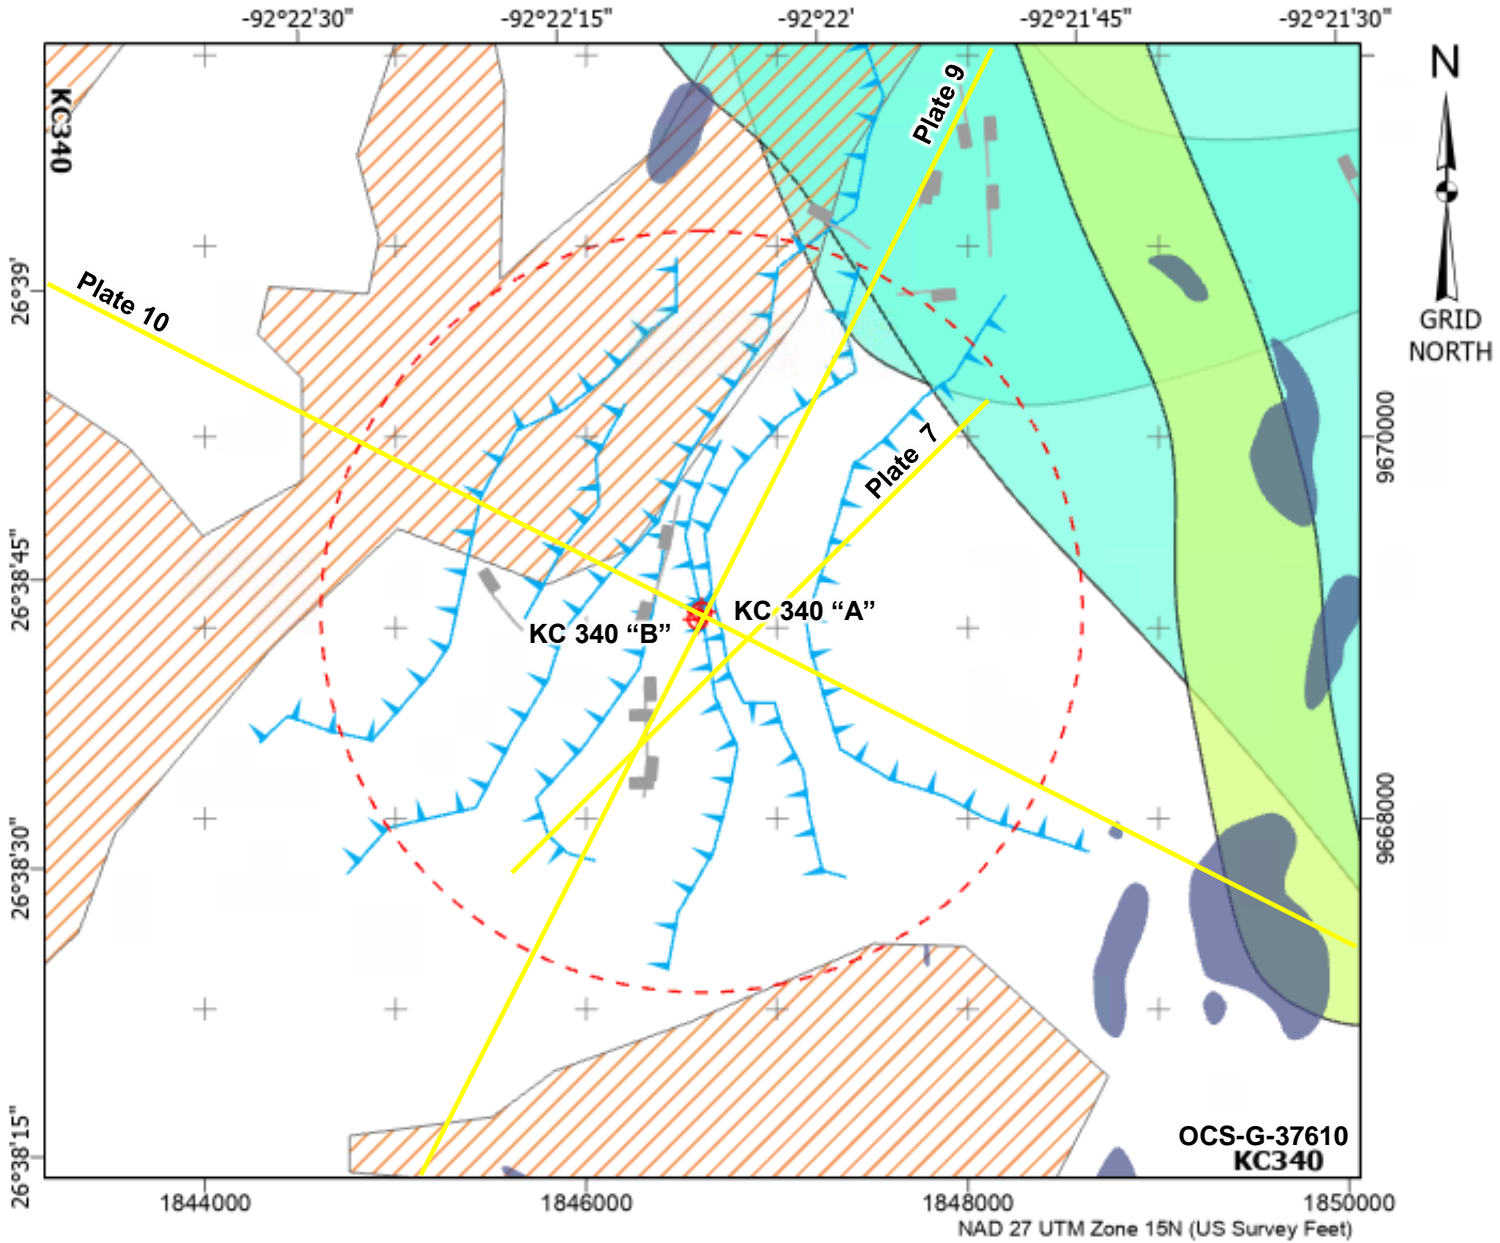 -92°22'30"
-92°22'15"
-92°22'
-92°21'45"
-92°21'30"
N
GRID
NORTH
KC340
Plate 9
26°39'
Plate 10
Plate 7
9670000
26°38'45"
KC 340 “A”
KC 340 “B”
9668000
26°38'30"
OCS-G-37610
KC340
26°38'15"
1844000
1846000
1848000
1850000
NAD 27 UTM Zone 15N (US Survey Feet)